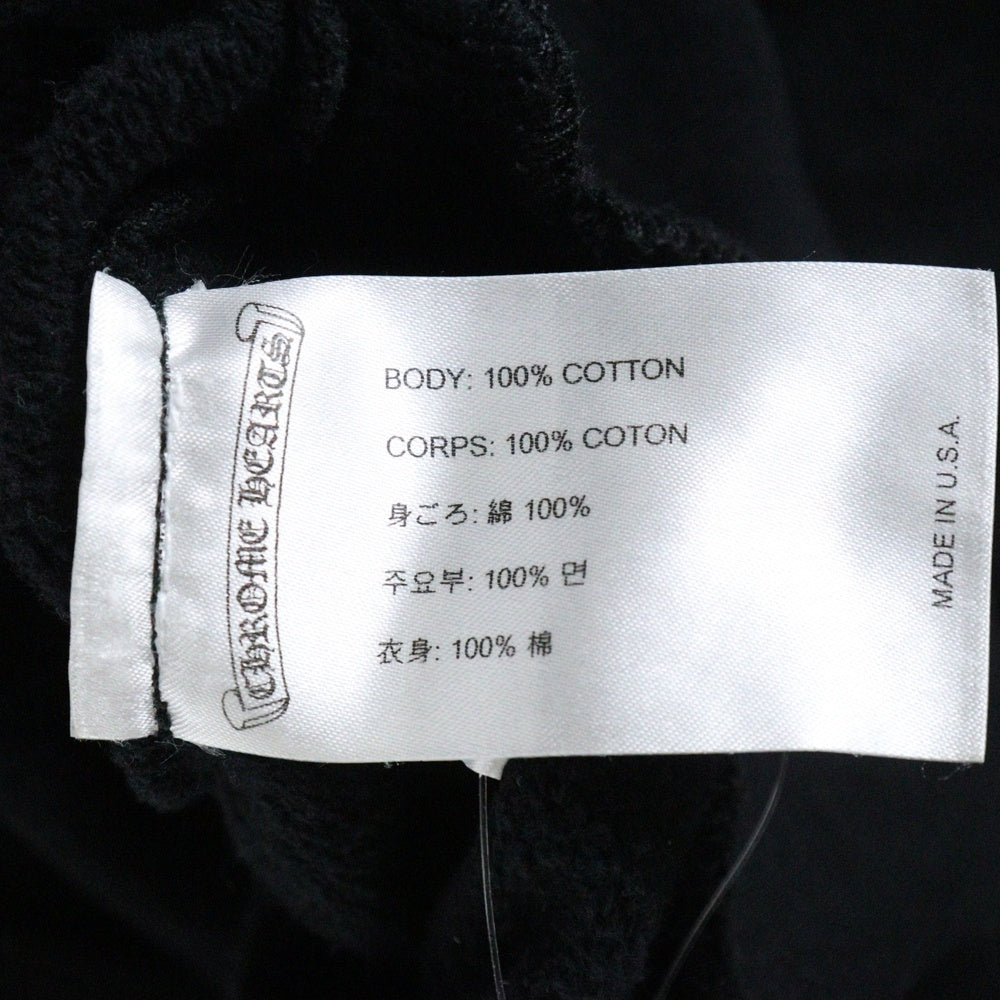 CHROME HEARTS
BODY: 100% COTTON
CORPS: 100% COTON
身ごろ: 綿 100%
주요부: 100% 면
衣身: 100% 棉
MADE IN U.S.A.